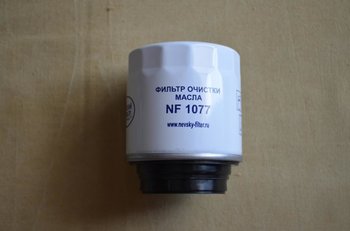 ФИЛЬТР ОЧИСТКИ
МАСЛА
NF 1077
www.nevsky-filter.ru